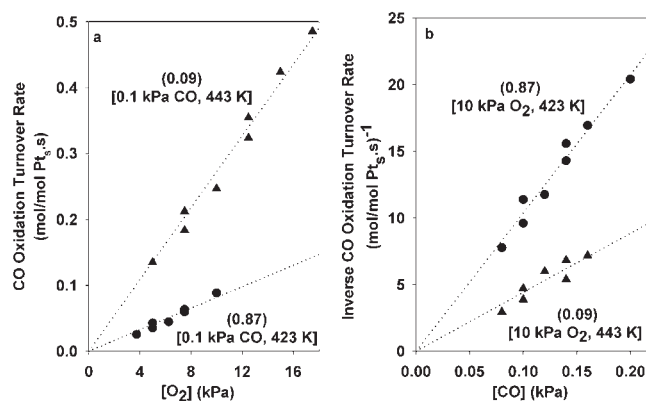 a
(0.09)
[0.1 kPa CO, 443 K]
(0.87)
[0.1 kPa CO, 423 K]
CO Oxidation Turnover Rate
(mol/mol Pts.s)
0.5
0.4
0.3
0.2
0.1
0.0
0 4 8 12 16
[O2] (kPa)
b
(0.87)
[10 kPa O2, 423 K]
(0.09)
[10 kPa O2, 443 K]
Inverse CO Oxidation Turnover Rate
(mol/mol Pts.s)-1
25
20
15
10
5
0
0.00 0.05 0.10 0.15 0.20
[CO] (kPa)